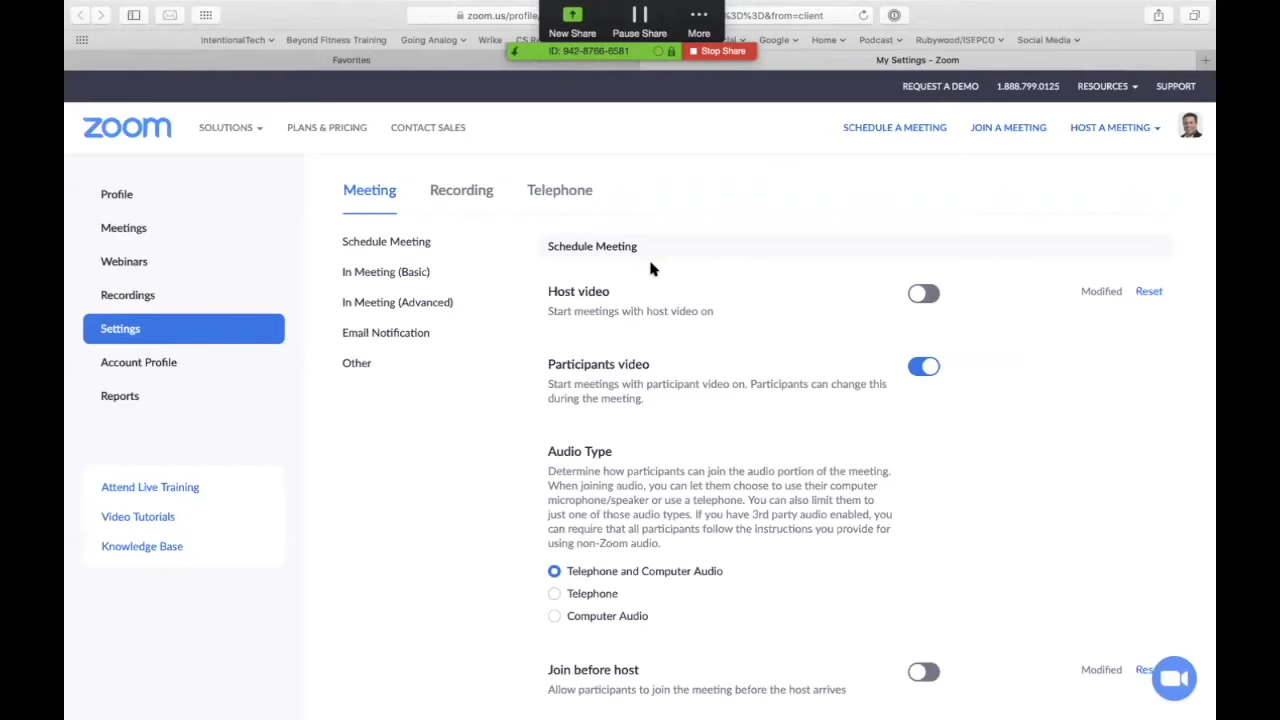 zoom.us/profile/
%3D%3D&from=client
New Share
Pause Share
More
IntentionalTech
Beyond Fitness Training
Going Analog
Wrike
Google
Home
Podcast
Rubywood/ISEPCO
Social Media
ID: 942-8766-6581
Stop Share
Favorites
My Settings - Zoom
REQUEST A DEMO
1.888.799.0125
RESOURCES
SUPPORT
zoom
SOLUTIONS
PLANS & PRICING
CONTACT SALES
SCHEDULE A MEETING
JOIN A MEETING
HOST A MEETING
Profile
Meetings
Webinars
Recordings
Settings
Account Profile
Reports
Attend Live Training
Video Tutorials
Knowledge Base
Meeting
Recording
Telephone
Schedule Meeting
In Meeting (Basic)
In Meeting (Advanced)
Email Notification
Other
Schedule Meeting
Host video
Start meetings with host video on
Modified
Reset
Participants video
Start meetings with participant video on. Participants can change this
during the meeting.
Audio Type
Determine how participants can join the audio portion of the meeting.
When joining audio, you can let them choose to use their computer
microphone/speaker or use a telephone. You can also limit them to
just one of those audio types. If you have 3rd party audio enabled, you
can require that all participants follow the instructions you provide for
using non-Zoom audio.
Telephone and Computer Audio
Telephone
Computer Audio
Join before host
Allow participants to join the meeting before the host arrives
Modified